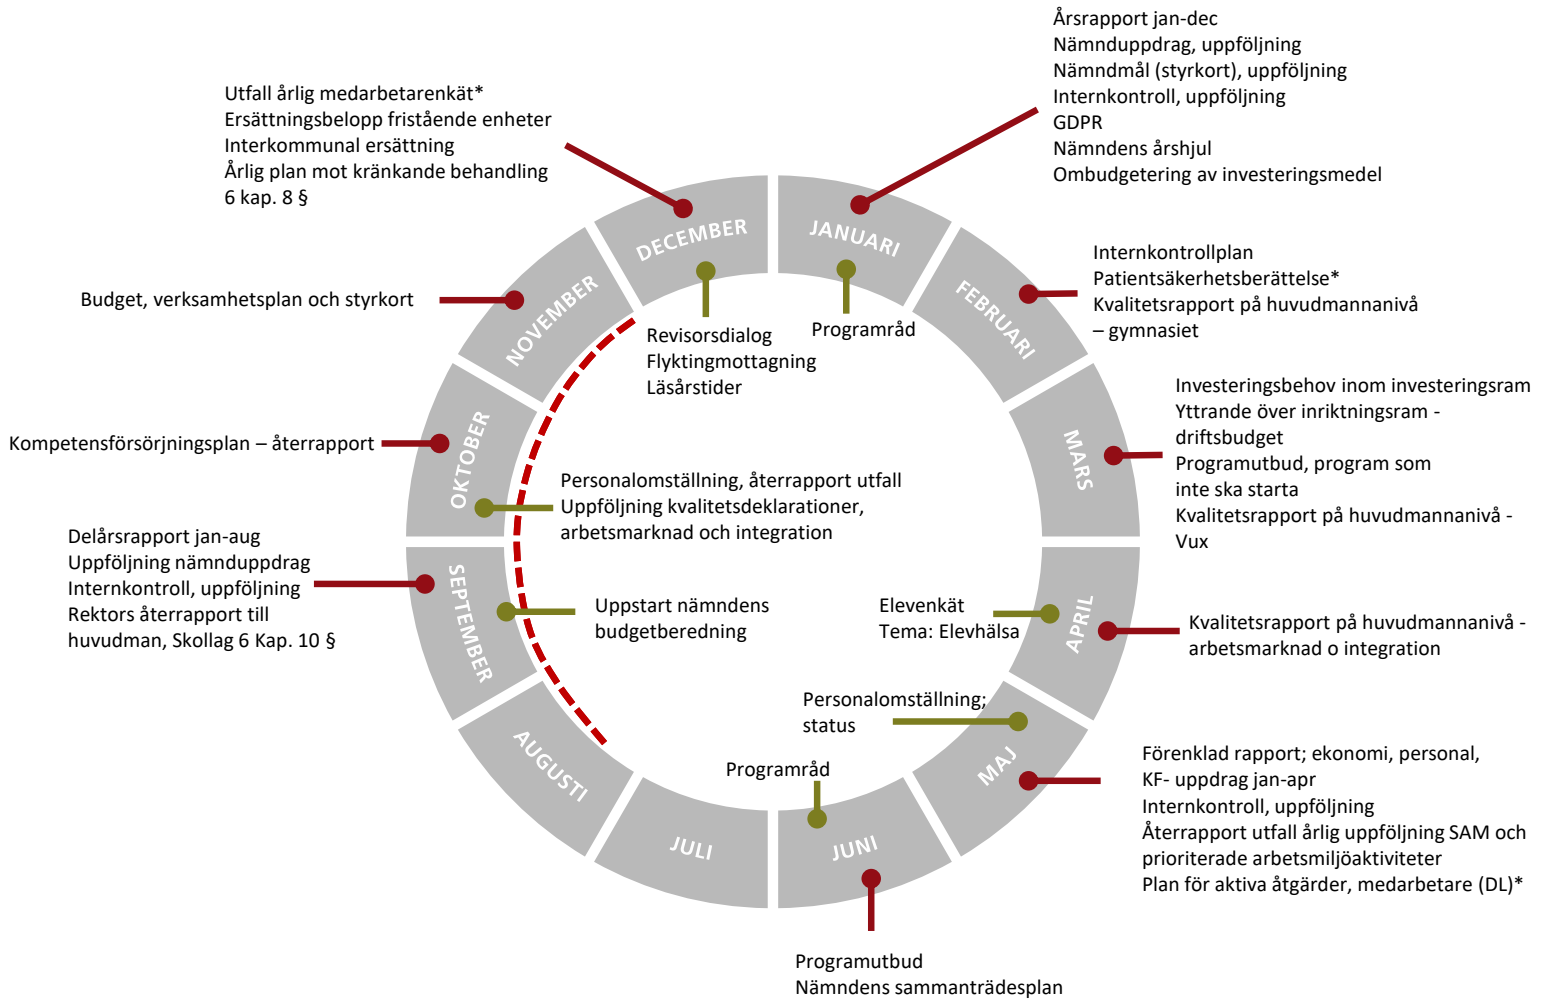 Årsrapport jan-dec
Nämnduppdrag, uppföljning
Nämndmål (styrkort), uppföljning
Internkontroll, uppföljning
GDPR
Nämndens årshjul
Ombudgetering av investeringsmedel
JANUARI
Programråd
Internkontrollplan
Patientsäkerhetsberättelse*
Kvalitetsrapport på huvudmannanivå
– gymnasiet
FEBRUARI
Investeringsbehov inom investeringsram
Yttrande över inriktningsram -
driftsbudget
Programutbud, program som
inte ska starta
Kvalitetsrapport på huvudmannanivå -
Vux
MARS
Elevenkät
Tema: Elevhälsa
APRIL
Kvalitetsrapport på huvudmannanivå -
arbetsmarknad o integration
Personalomställning;
status
MAJ
Förenklad rapport; ekonomi, personal,
KF- uppdrag jan-apr
Internkontroll, uppföljning
Återrapport utfall årlig uppföljning SAM och
prioriterade arbetsmiljöaktiviteter
Plan för aktiva åtgärder, medarbetare (DL)*
Programråd
JUNI
Programutbud
Nämndens sammanträdesplan
JULI
AUGUSTI
Delårsrapport jan-aug
Uppföljning nämnduppdrag
Internkontroll, uppföljning
Rektors återrapport till
huvudman, Skollag 6 Kap. 10 §
SEPTEMBER
Uppstart nämndens
budgetberedning
Kompetensförsörjningsplan – återrapport
OKTOBER
Personalomställning, återrapport utfall
Uppföljning kvalitetsdeklarationer,
arbetsmarknad och integration
Budget, verksamhetsplan och styrkort
NOVEMBER
Utfall årlig medarbetarenkät*
Ersättningsbelopp fristående enheter
Interkommunal ersättning
Årlig plan mot kränkande behandling
6 kap. 8 §
DECEMBER
Revisorsdialog
Flyktingmottagning
Läsårstider